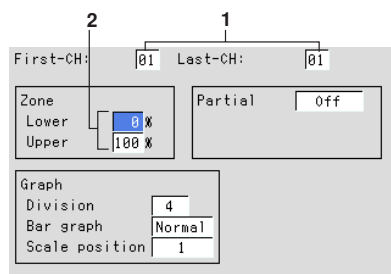 2 1
First-CH: 01 Last-CH: 01
Zone
Lower 0 %
Upper 100 %
Partial Off
Graph
Division 4
Bar graph Normal
Scale position 1